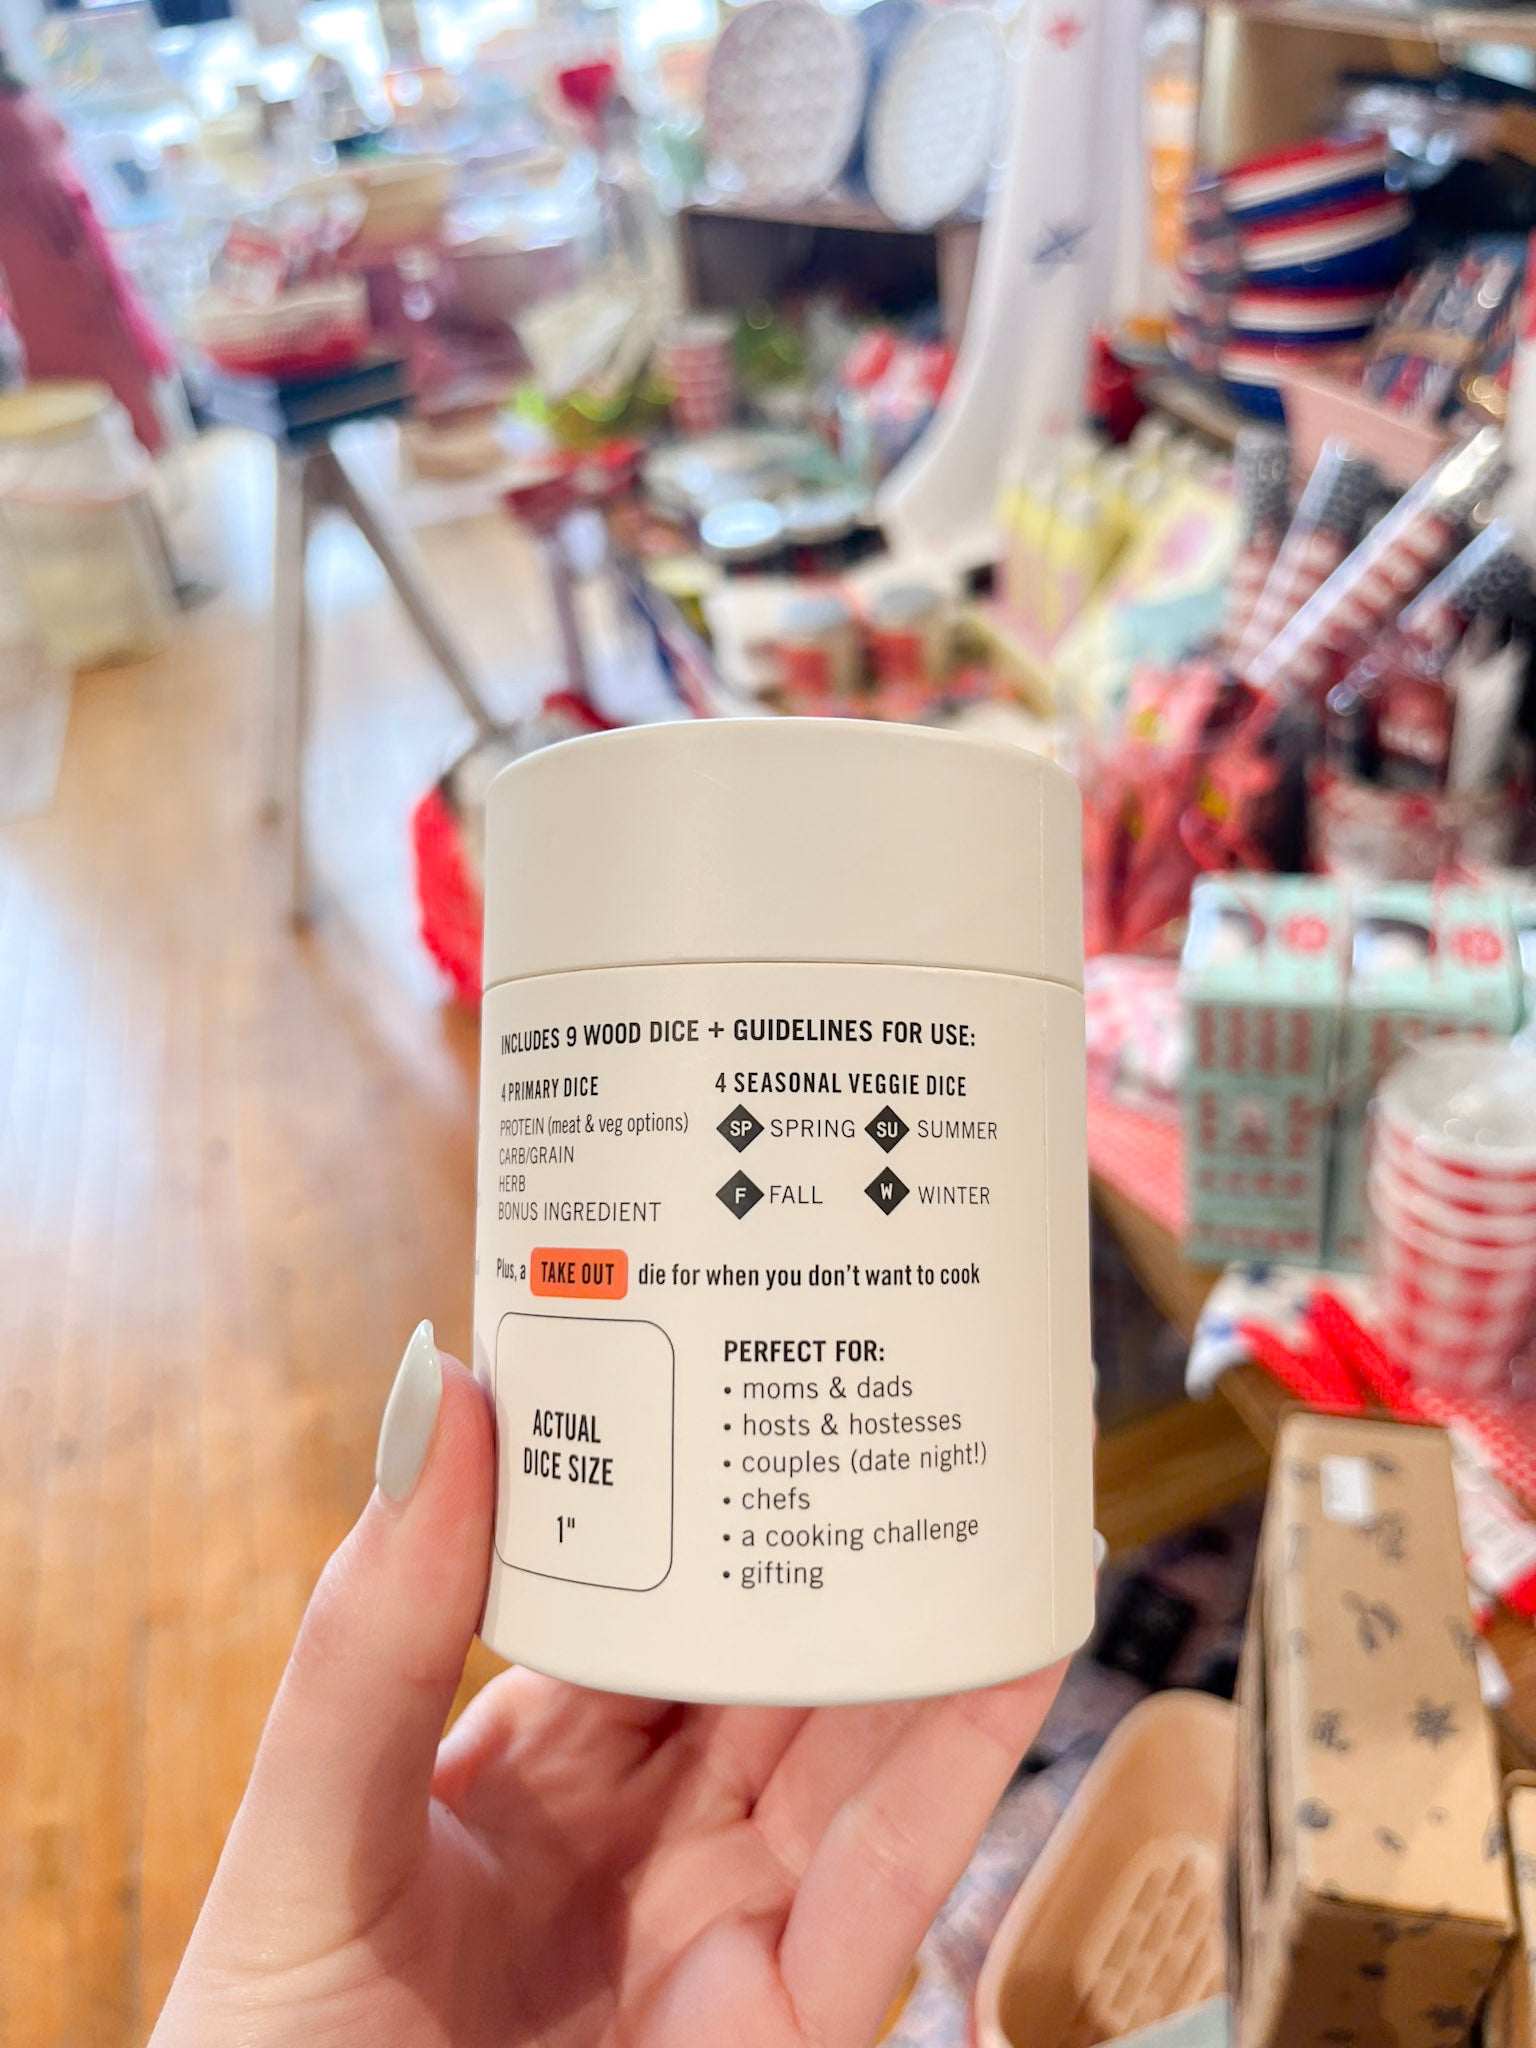 INCLUDES 9 WOOD DICE + GUIDELINES FOR USE:
4 PRIMARY DICE
PROTEIN (meat & veg options)
CARB/GRAIN
HERB
BONUS INGREDIENT
4 SEASONAL VEGGIE DICE
SP SPRING SU SUMMER
F FALL W WINTER
Plus, a TAKE OUT die for when you don't want to cook
ACTUAL
DICE SIZE
1"
PERFECT FOR:
• moms & dads
• hosts & hostesses
• couples (date night!)
• chefs
• a cooking challenge
• gifting